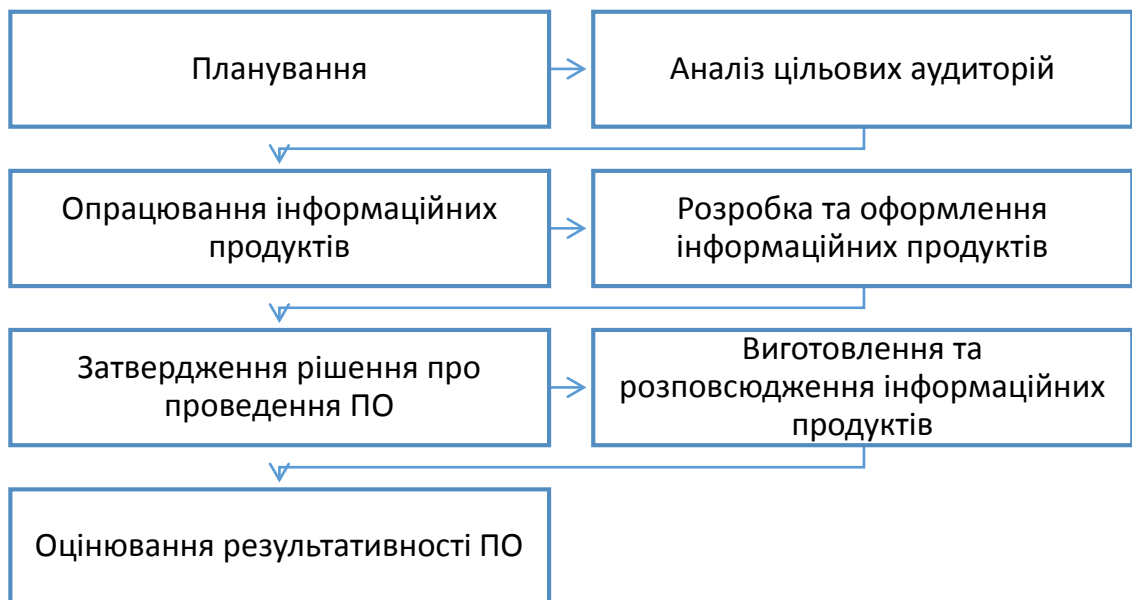 Планування
Аналіз цільових аудиторій
Опрацювання інформаційних
продуктів
Розробка та оформлення
інформаційних продуктів
Затвердження рішення про
проведення ПО
Виготовлення та
розповсюдження інформаційних
продуктів
Оцінювання результативності ПО